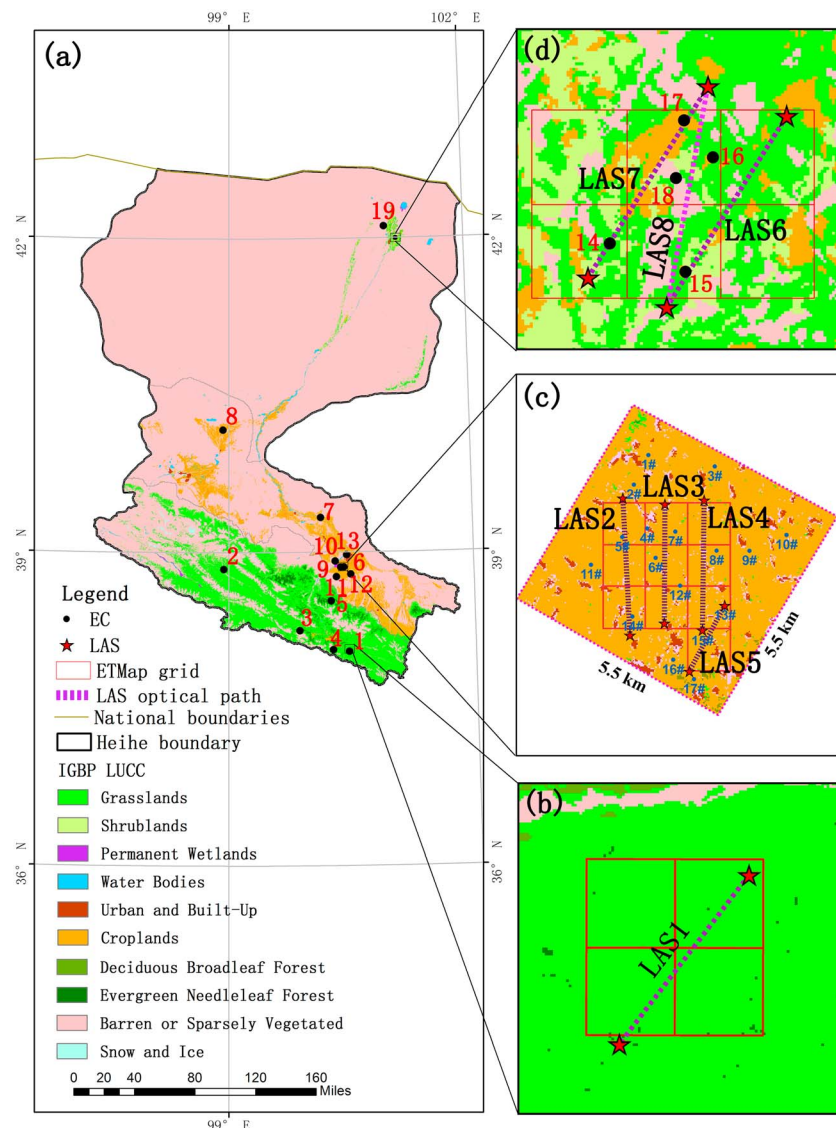 99° E
102° E
(a)
42° N
39° N
36° N
99° E
42° N
39° N
36° N
19
8
7
2
10
13
9
6
12
11
5
3
4
1
Legend
EC
LAS
ETMap grid
LAS optical path
National boundaries
Heihe boundary
IGBP LUCC
Grasslands
Shrublands
Permanent Wetlands
Water Bodies
Urban and Built-Up
Croplands
Deciduous Broadleaf Forest
Evergreen Needleleaf Forest
Barren or Sparsely Vegetated
Snow and Ice
0 20 40 80 120 160
Miles
(d)
17
16
LAS7
18
14
LAS8
LAS6
15
(c)
1#
3#
2#
LAS3
LAS2
LAS4
4#
7#
5#
10#
6#
8#
9#
11#
12#
13#
14#
15#
16#
LAS5
17#
5.5 km
5.5 km
(b)
LAS1